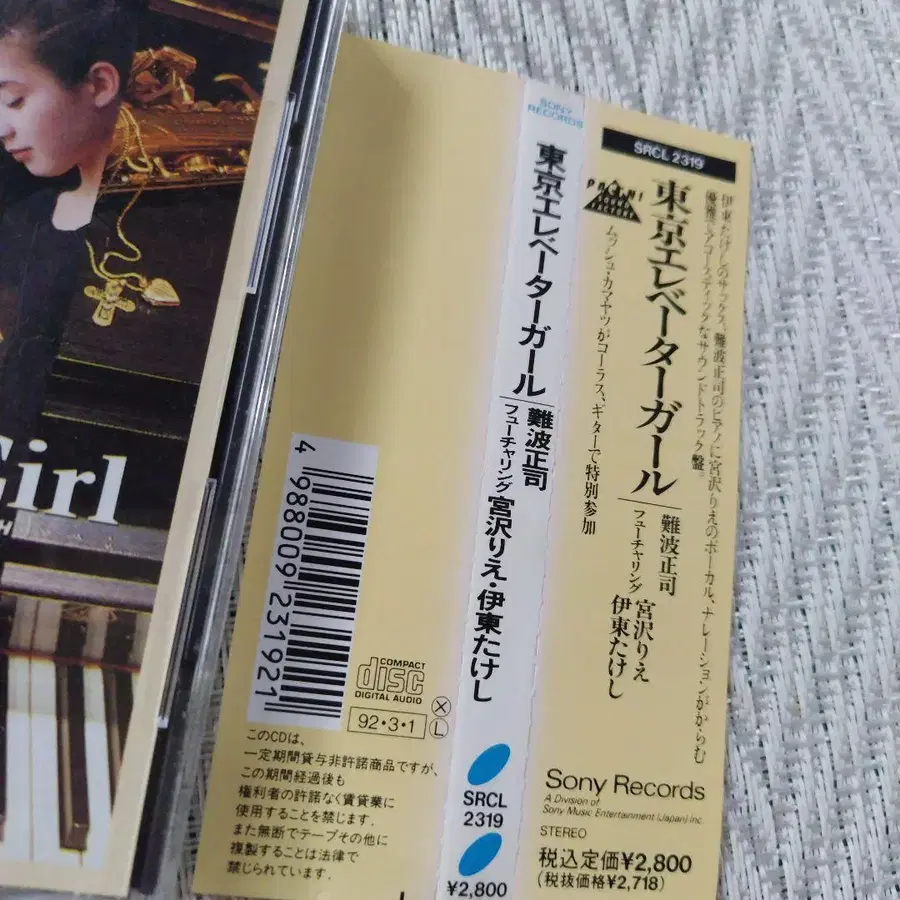 Girl
4988009231921
COMPACT
disc
DIGITAL AUDIO
92・3・1
X
L
このCDは、
一定期間貸与非許諾商品ですが、
この期間経過後も
権利者の許諾なく賃貸業に
使用することを禁じます.
また無断でテープその他に
複製することは法律で
禁じられています.
SONY
RECORDS
東京エレベーターガール
難波正司
フューチャリング 宮沢りえ・伊東たけし
SRCL
2319
¥2,800
SRCL 2319
伊東たけしのサックス、難波正司のピアノに宮沢りえのボーカル、ナレーションがからむ
優雅でアコースティックなサウンドトラック盤。
東京エレベーターガール
難波正司
フューチャリング 宮沢りえ
伊東たけし
ムッシュ・カマヤツがコーラス、ギターで特別参加
Sony Records
A Division of
Sony Music Entertainment (Japan) Inc.
STEREO
税込定価¥2,800
(税抜価格¥2,718)